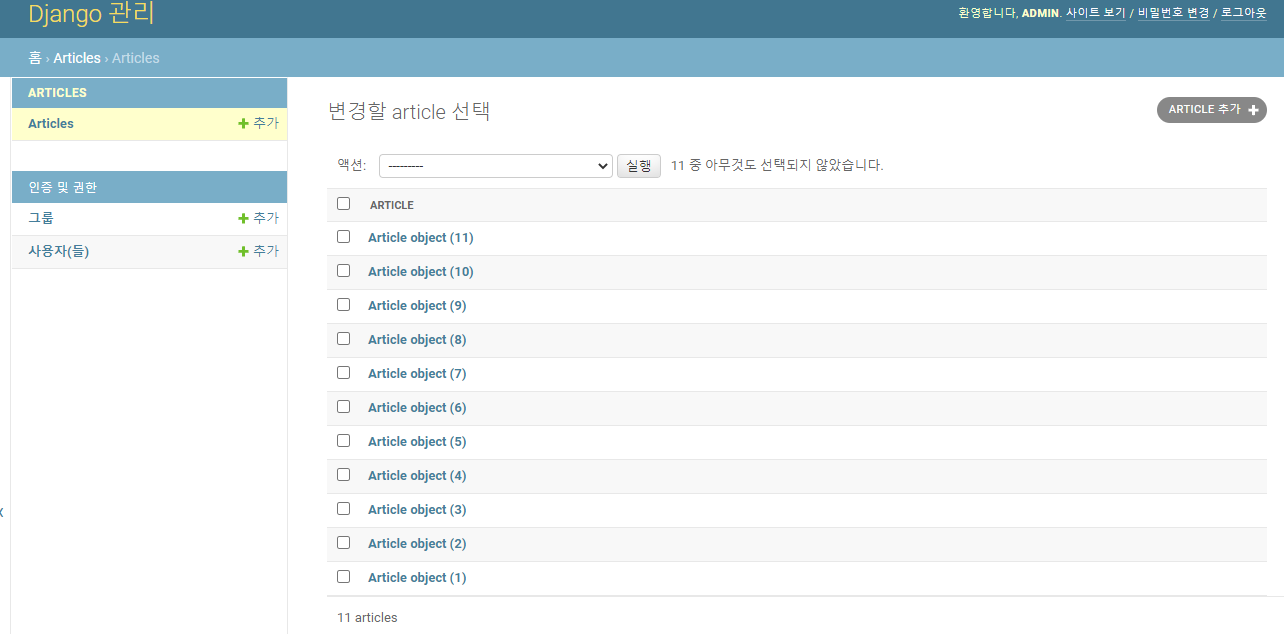 Django 관리
환영합니다, ADMIN. 사이트 보기 / 비밀번호 변경 / 로그아웃
홈 › Articles › Articles
ARTICLES
Articles + 추가
인증 및 권한
그룹 + 추가
사용자(들) + 추가
변경할 article 선택
ARTICLE 추가 +
액션: --------- 실행 11 중 아무것도 선택되지 않았습니다.
ARTICLE
Article object (11)
Article object (10)
Article object (9)
Article object (8)
Article object (7)
Article object (6)
Article object (5)
Article object (4)
Article object (3)
Article object (2)
Article object (1)
11 articles